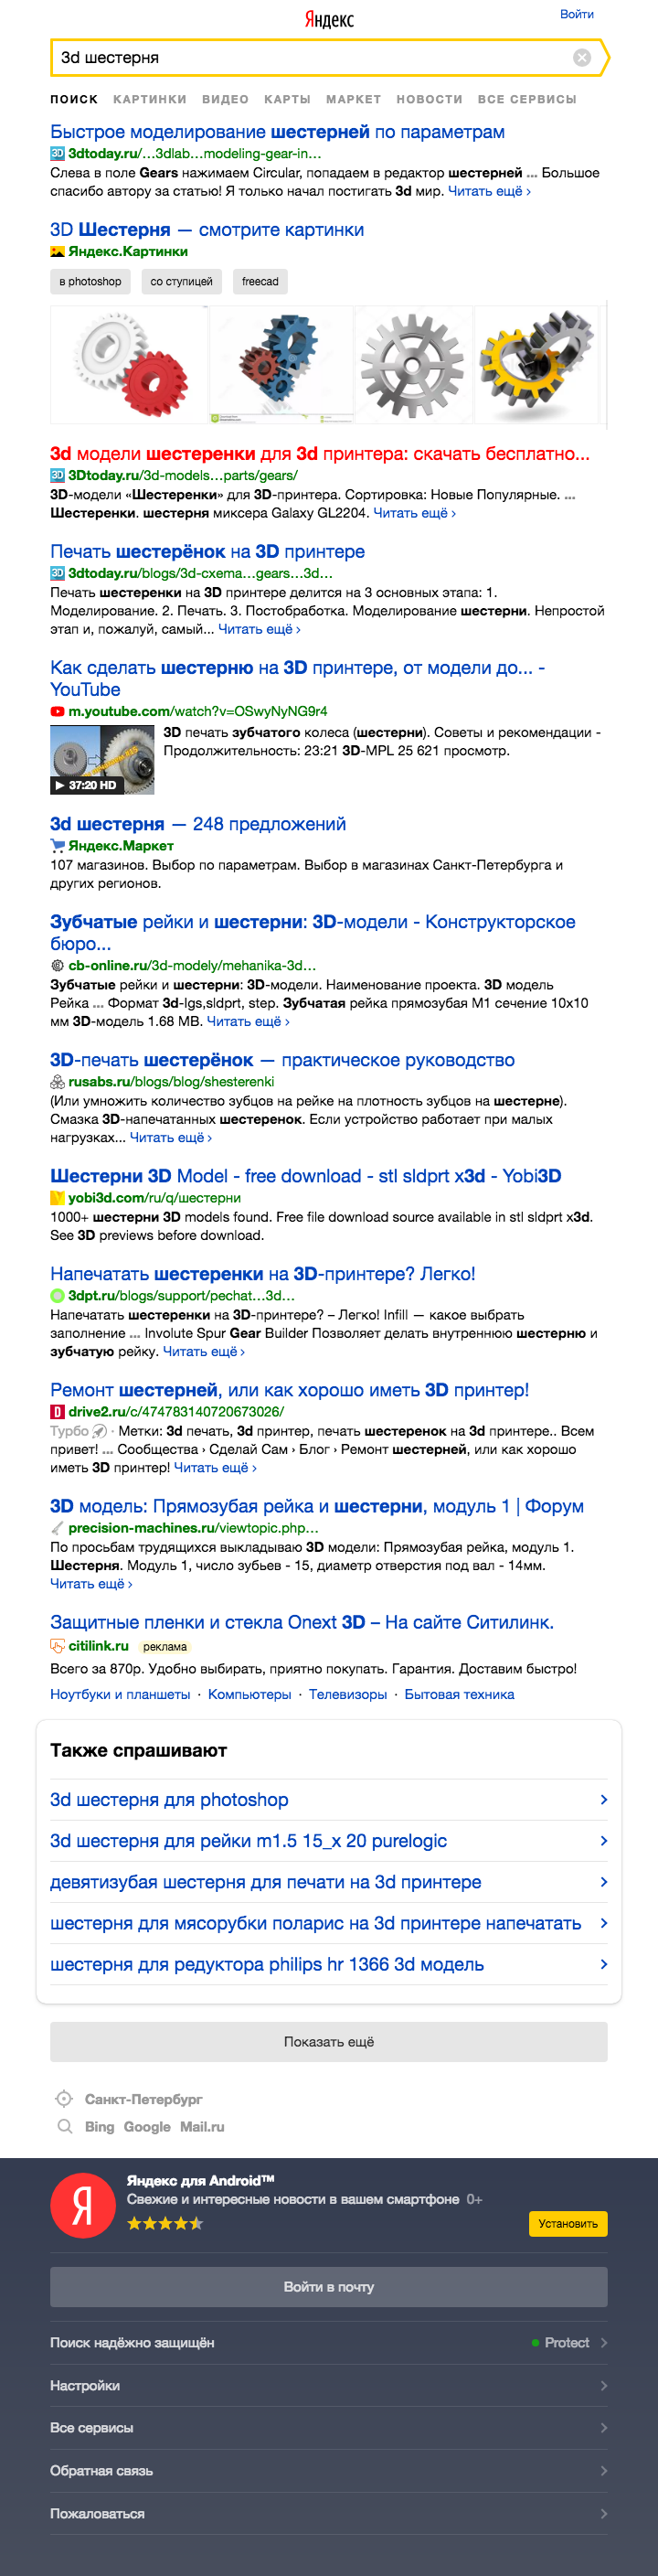 Яндекс
Войти
3d шестерня
ПОИСК КАРТИНКИ ВИДЕО КАРТЫ МАРКЕТ НОВОСТИ ВСЕ СЕРВИСЫ
Быстрое моделирование шестерней по параметрам
3dtoday.ru/…3dlab…modeling-gear-in…
Слева в поле Gears нажимаем Circular, попадаем в редактор шестерней ... Большое
спасибо автору за статью! Я только начал постигать 3d мир. Читать ещё ›
3D Шестерня — смотрите картинки
Яндекс.Картинки
в photoshop со ступицей freecad
3d модели шестеренки для 3d принтера: скачать бесплатно...
3Dtoday.ru/3d-models…parts/gears/
3D-модели «Шестеренки» для 3D-принтера. Сортировка: Новые Популярные. ...
Шестеренки. шестерня миксера Galaxy GL2204. Читать ещё ›
Печать шестерёнок на 3D принтере
3dtoday.ru/blogs/3d-cxema…gears…3d…
Печать шестеренки на 3D принтере делится на 3 основных этапа: 1.
Моделирование. 2. Печать. 3. Постобработка. Моделирование шестерни. Непростой
этап и, пожалуй, самый... Читать ещё ›
Как сделать шестерню на 3D принтере, от модели до... -
YouTube
m.youtube.com/watch?v=OSwyNyNG9r4
3D печать зубчатого колеса (шестерни). Советы и рекомендации -
Продолжительность: 23:21 3D-MPL 25 621 просмотр.
37:20 HD
3d шестерня — 248 предложений
Яндекс.Маркет
107 магазинов. Выбор по параметрам. Выбор в магазинах Санкт-Петербурга и
других регионов.
Зубчатые рейки и шестерни: 3D-модели - Конструкторское
бюро...
cb-online.ru/3d-modely/mehanika-3d…
Зубчатые рейки и шестерни: 3D-модели. Наименование проекта. 3D модель
Рейка ... Формат 3d-Igs,sldprt, step. Зубчатая рейка прямозубая М1 сечение 10х10
мм 3D-модель 1.68 MB. Читать ещё ›
3D-печать шестерёнок — практическое руководство
rusabs.ru/blogs/blog/shesterenki
(Или умножить количество зубцов на рейке на плотность зубцов на шестерне).
Смазка 3D-напечатанных шестеренок. Если устройство работает при малых
нагрузках... Читать ещё ›
Шестерни 3D Model - free download - stl sldprt x3d - Yobi3D
yobi3d.com/ru/q/шестерни
1000+ шестерни 3D models found. Free file download source available in stl sldprt x3d.
See 3D previews before download.
Напечатать шестеренки на 3D-принтере? Легко!
3dpt.ru/blogs/support/pechat…3d…
Напечатать шестеренки на 3D-принтере? – Легко! Infill — какое выбрать
заполнение ... Involute Spur Gear Builder Позволяет делать внутреннюю шестерню и
зубчатую рейку. Читать ещё ›
Ремонт шестерней, или как хорошо иметь 3D принтер!
drive2.ru/c/474783140720673026/
Турбо · Метки: 3d печать, 3d принтер, печать шестеренок на 3d принтере.. Всем
привет! ... Сообщества › Сделай Сам › Блог › Ремонт шестерней, или как хорошо
иметь 3D принтер! Читать ещё ›
3D модель: Прямозубая рейка и шестерни, модуль 1 | Форум
precision-machines.ru/viewtopic.php…
По просьбам трудящихся выкладываю 3D модели: Прямозубая рейка, модуль 1.
Шестерня. Модуль 1, число зубьев - 15, диаметр отверстия под вал - 14мм.
Читать ещё ›
Защитные пленки и стекла Onext 3D – На сайте Ситилинк.
citilink.ru реклама
Всего за 870р. Удобно выбирать, приятно покупать. Гарантия. Доставим быстро!
Ноутбуки и планшеты · Компьютеры · Телевизоры · Бытовая техника
Также спрашивают
3d шестерня для photoshop
3d шестерня для рейки m1.5 15_x 20 purelogic
девятизубая шестерня для печати на 3d принтере
шестерня для мясорубки поларис на 3d принтере напечатать
шестерня для редуктора philips hr 1366 3d модель
Показать ещё
Санкт-Петербург
Bing Google Mail.ru
Яндекс для Android™
Свежие и интересные новости в вашем смартфоне 0+
Установить
Войти в почту
Поиск надёжно защищён Protect
Настройки
Все сервисы
Обратная связь
Пожаловаться